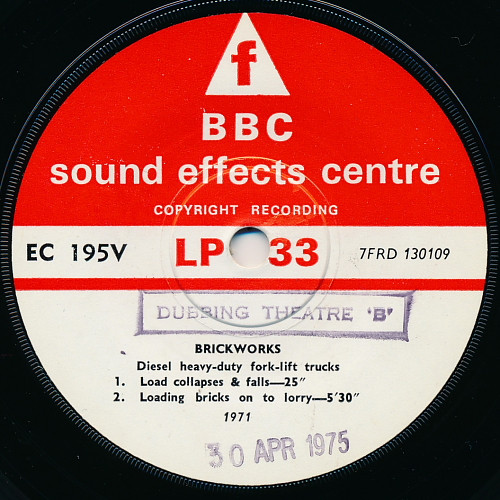 f
BBC
sound effects centre
COPYRIGHT RECORDING
EC 195V LP 33 7FRD 130109
DUBBING THEATRE 'B'
BRICKWORKS
Diesel heavy-duty fork-lift trucks
1. Load collapses & falls—25"
2. Loading bricks on to lorry—5'30"
1971
30 APR 1975